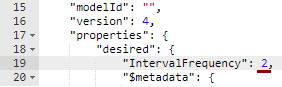 15 "modelId": "",
16 "version": 4,
17 "properties": {
18 "desired": {
19 "IntervalFrequency": 2,
20 "$metadata": {